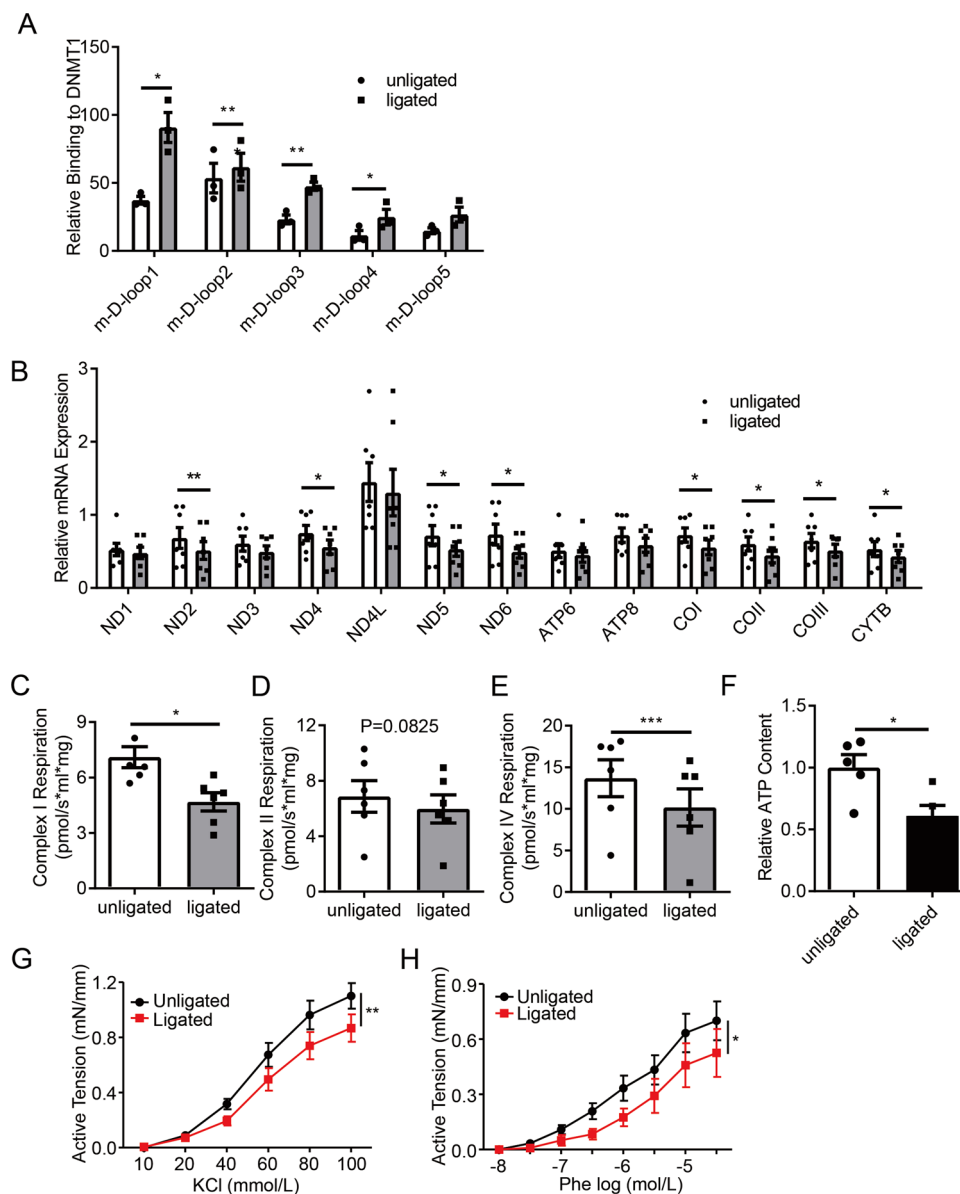 A
Relative Binding to DNMT1
150
100
50
0
unligated
ligated
*
**
*
**
*
m-D-loop1
m-D-loop2
m-D-loop3
m-D-loop4
m-D-loop5
B
Relative mRNA Expression
3
2
1
0
unligated
ligated
**
*
*
*
*
*
*
*
ND1
ND2
ND3
ND4
ND4L
ND5
ND6
ATP6
ATP8
COI
COII
COIII
CYTB
C
Complex I Respiration
(pmol/s*ml*mg)
9
6
3
0
*
unligated
ligated
D
Complex II Respiration
(pmol/s*ml*mg)
12
9
6
3
0
P=0.0825
unligated
ligated
E
Complex IV Respiration
(pmol/s*ml*mg)
20
15
10
5
0
***
unligated
ligated
F
Relative ATP Content
1.5
1.0
0.5
0.0
*
unligated
ligated
G
Active Tension (mN/mm)
1.2
0.8
0.4
0.0
Unligated
Ligated
**
10
20
40
60
80
100
KCl (mmol/L)
H
Active Tension (mN/mm)
0.9
0.6
0.3
0.0
Unligated
Ligated
*
-8
-7
-6
-5
Phe log (mol/L)